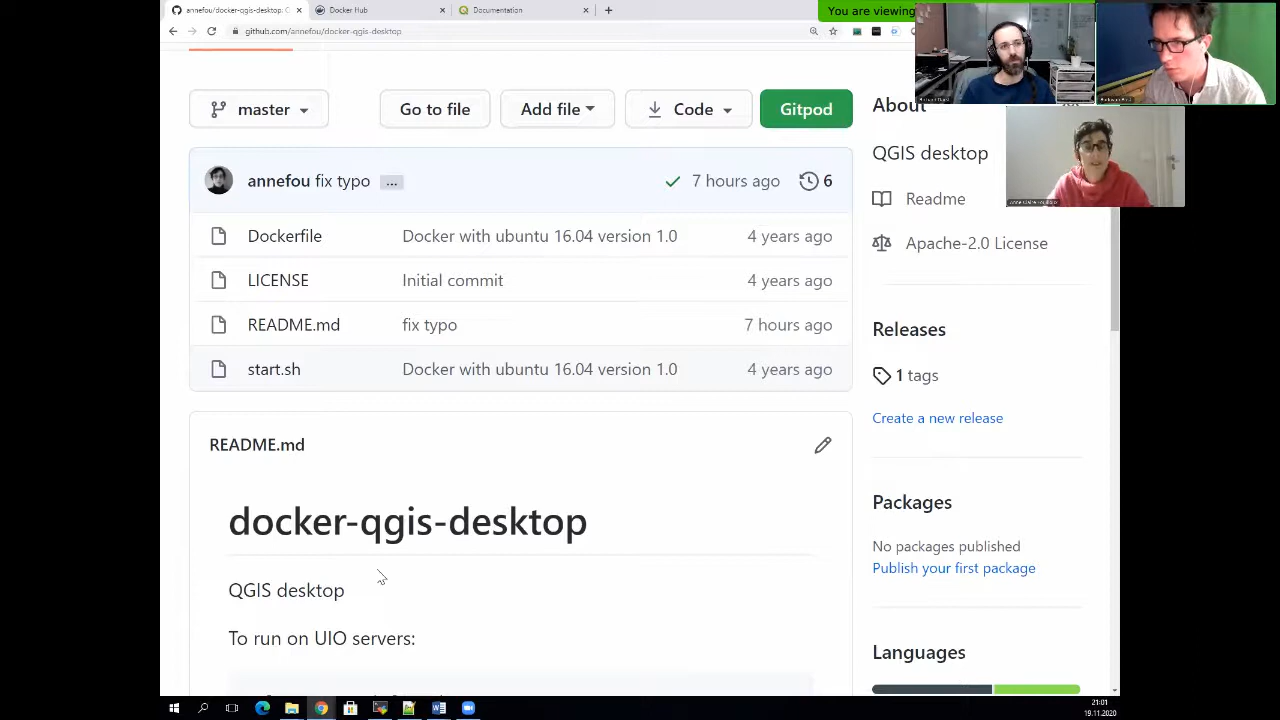 annefou/docker-qgis-desktop: Q
Docker Hub
Documentation
You are viewing
github.com/annefou/docker-qgis-desktop
master
Go to file
Add file
Code
Gitpod
annefou fix typo ...
7 hours ago
6
Dockerfile
Docker with ubuntu 16.04 version 1.0
4 years ago
LICENSE
Initial commit
4 years ago
README.md
fix typo
7 hours ago
start.sh
Docker with ubuntu 16.04 version 1.0
4 years ago
README.md
docker-qgis-desktop
QGIS desktop
To run on UIO servers:
About
QGIS desktop
Readme
Apache-2.0 License
Releases
1 tags
Create a new release
Packages
No packages published
Publish your first package
Languages
21:01
19.11.2020